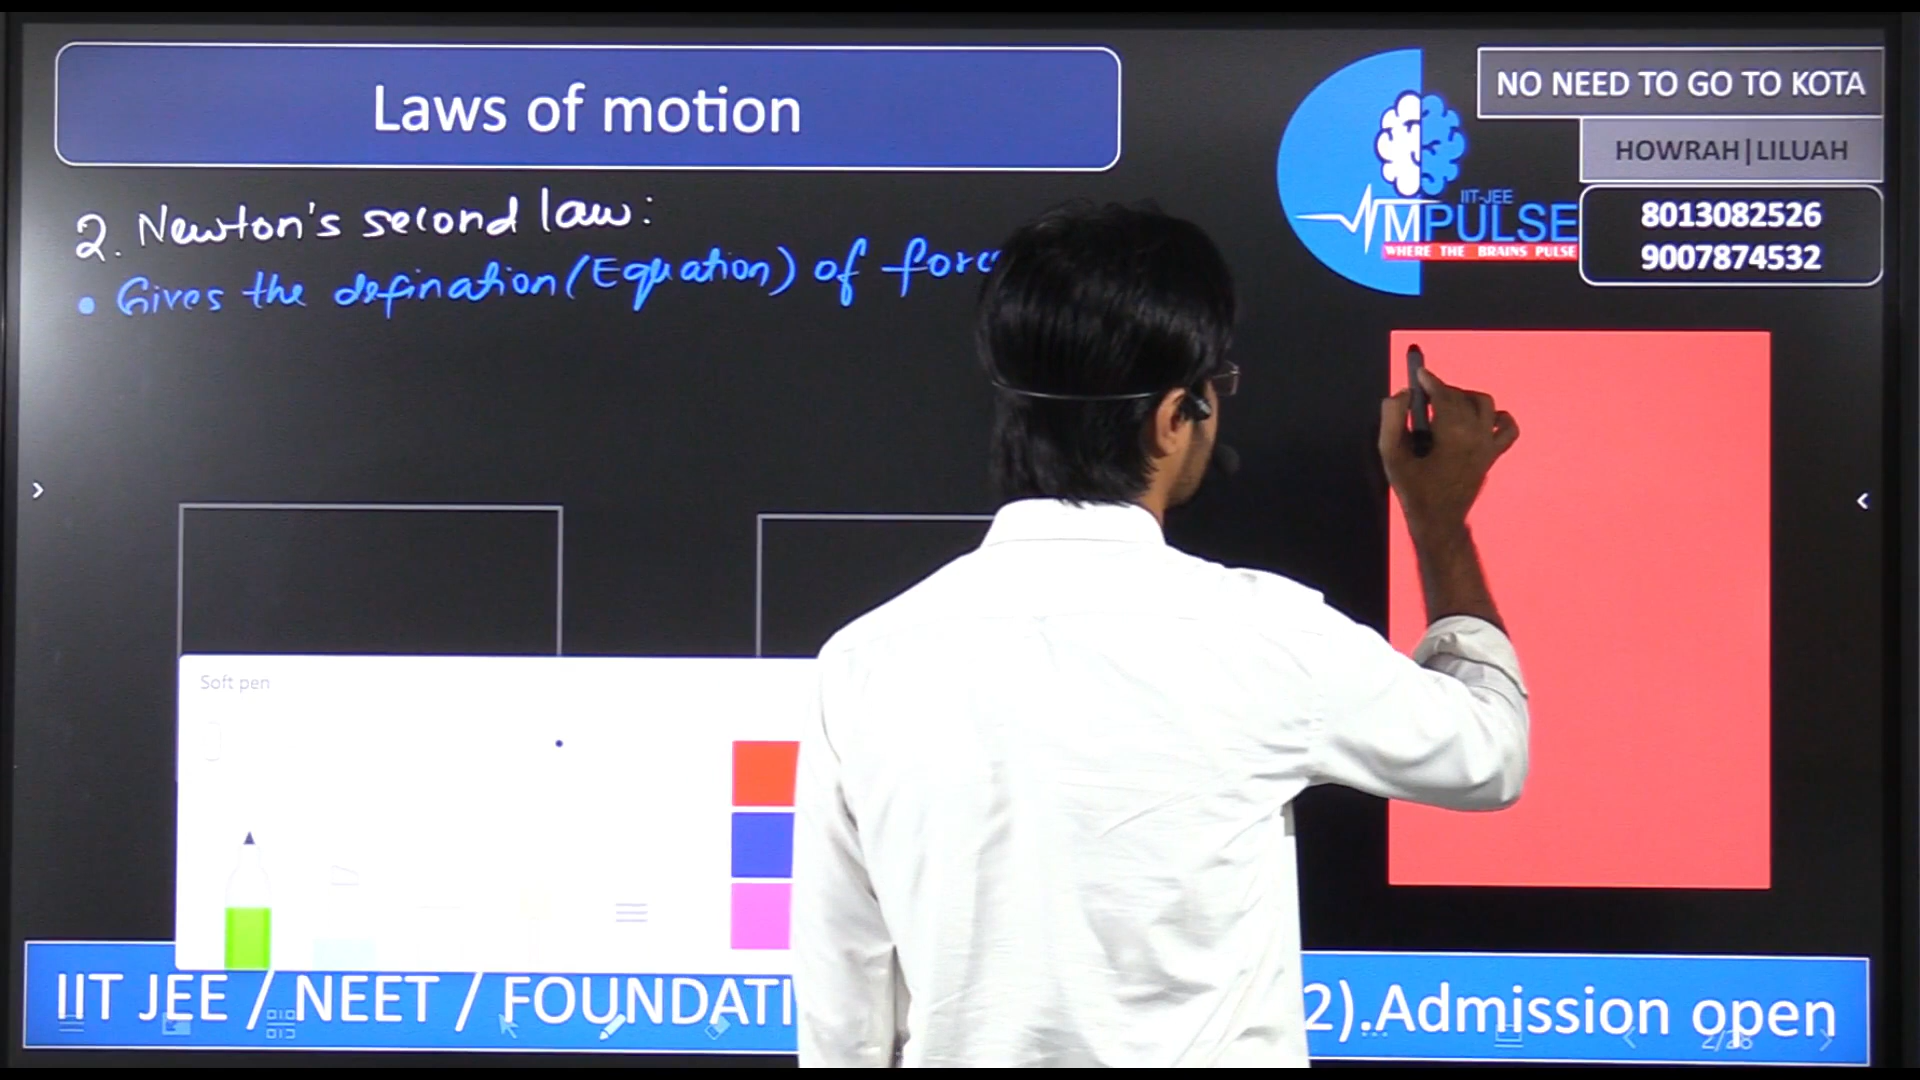 Laws of motion
NO NEED TO GO TO KOTA
HOWRAH|LILUAH
IIT-JEE
MPULSE
WHERE THE BRAINS PULSE
8013082526
9007874532
2. Newton's second law:
• Gives the defination (Equation) of forc
Soft pen
IIT JEE / NEET / FOUNDATI
2).Admission open
2/28